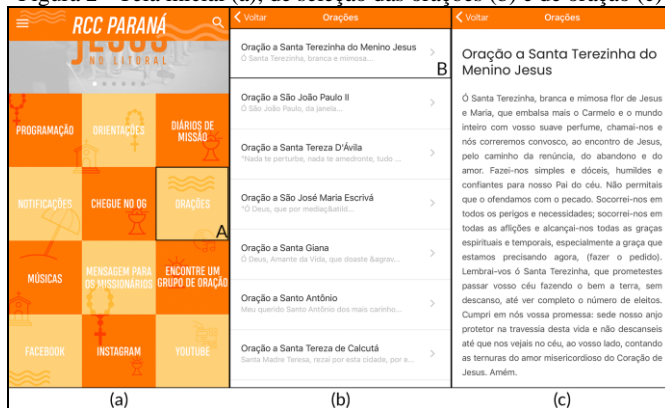 Figura 2 – Tela inicial (a), de seleção das orações (b) e de oração (c)
RCC PARANÁ
JESUS
NO LITORAL
PROGRAMAÇÃO
ORIENTAÇÕES
DIÁRIOS DE
MISSÃO
NOTIFICAÇÕES
CHEGUE NO OG
ORAÇÕES
A
MÚSICAS
MENSAGEM PARA
OS MISSIONÁRIOS
ENCONTRE UM
GRUPO DE ORAÇÃO
FACEBOOK
INSTAGRAM
YOUTUBE
(a)
Voltar
Orações
Oração a Santa Terezinha do Menino Jesus
Ó Santa Terezinha, branca e mimosa...
B
Oração a São João Paulo II
Ó São João Paulo, da janela...
Oração a Santa Tereza D'Ávila
"Nada te perturbe, nada te amedronte, tudo ...
Oração a São José Maria Escrivá
"Ó Deus, que por mediação&atild...
Oração a Santa Giana
Ó Deus, Amante da Vida, que doaste &agrav...
Oração a Santo Antônio
Meu querido Santo Antônio dos mais carinho...
Oração a Santa Tereza de Calcutá
Santa Madre Teresa, rezai por esta cidade, por e...
(b)
Voltar
Orações
Oração a Santa Terezinha do
Menino Jesus
Ó Santa Terezinha, branca e mimosa flor de Jesus
e Maria, que embalsa mais o Carmelo e o mundo
inteiro com vosso suave perfume, chamai-nos e
nós correremos convosco, ao encontro de Jesus,
pelo caminho da renúncia, do abandono e do
amor. Fazei-nos simples e dóceis, humildes e
confiantes para nosso Pai do céu. Não permitais
que o ofendamos com o pecado. Socorrei-nos em
todos os perigos e necessidades; socorrei-nos em
todas as aflições e alcançai-nos todas as graças
espirituais e temporais, especialmente a graça que
estamos precisando agora, (fazer o pedido).
Lembrai-vos ó Santa Terezinha, que prometestes
passar vosso céu fazendo o bem a terra, sem
descanso, até ver completo o número de eleitos.
Cumpri em nós vossa promessa: sede nosso anjo
protetor na travessia desta vida e não descanseis
até que nos vejais no céu, ao vosso lado, contando
as ternuras do amor misericordioso do Coração de
Jesus. Amém.
(c)